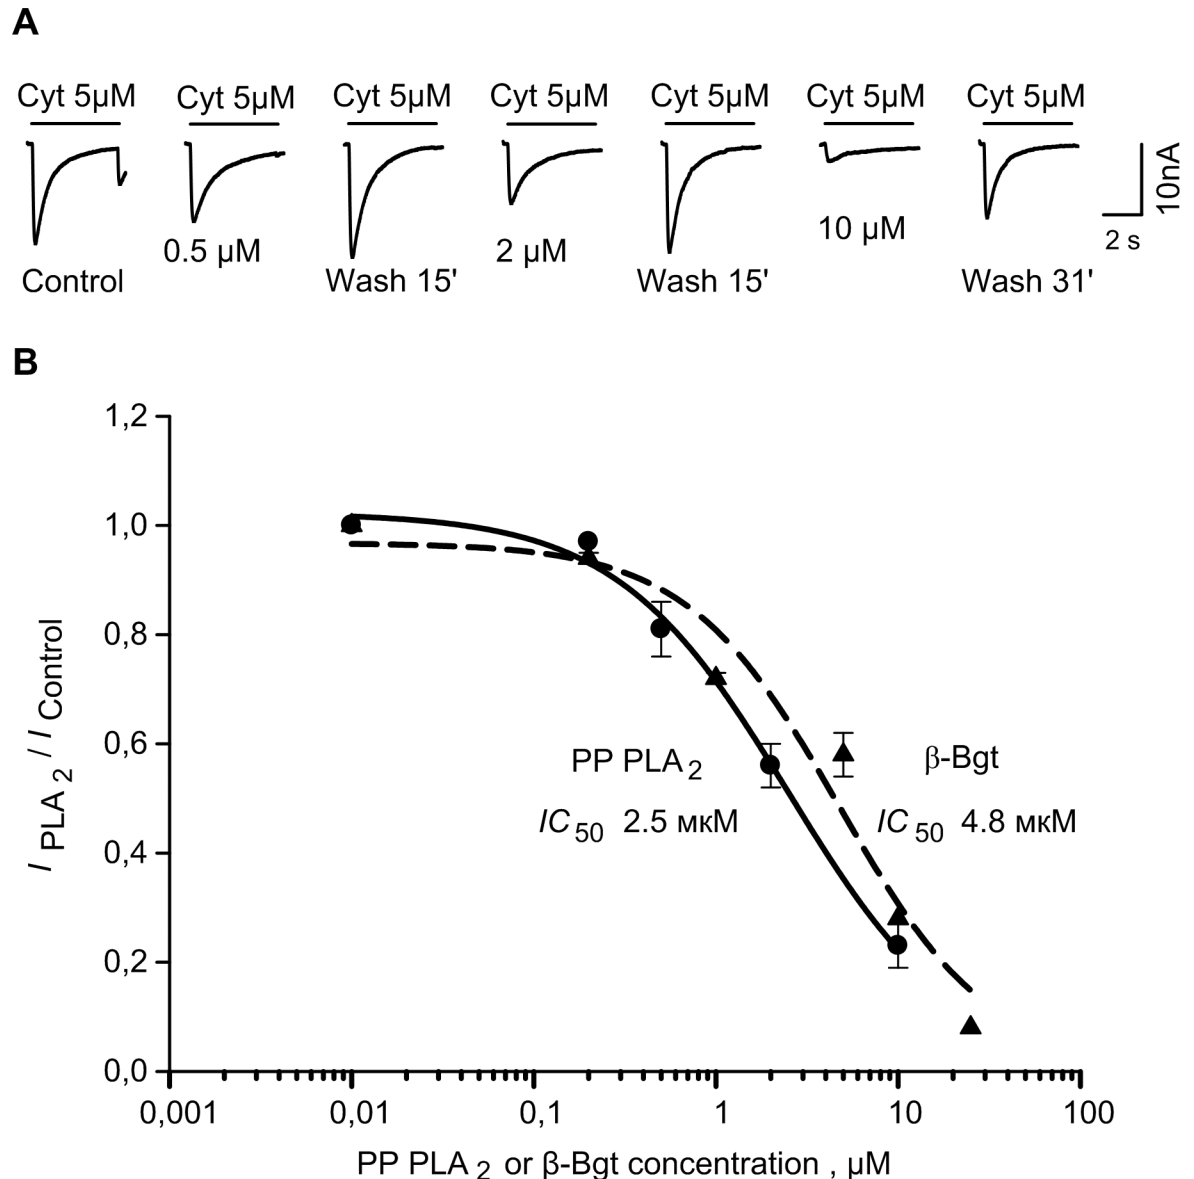 A
Cyt 5μM Cyt 5μM Cyt 5μM Cyt 5μM Cyt 5μM Cyt 5μM Cyt 5μM
10nA
2 s
0.5 μM 2 μM 10 μM
Control Wash 15' Wash 15' Wash 31'
B
1,2
1,0
0,8
0,6
0,4
0,2
0,0
I PLA 2 / I Control
PP PLA 2 β-Bgt
IC 50 2.5 мкМ IC 50 4.8 мкМ
0,001 0,01 0,1 1 10 100
PP PLA 2 or β-Bgt concentration , μM